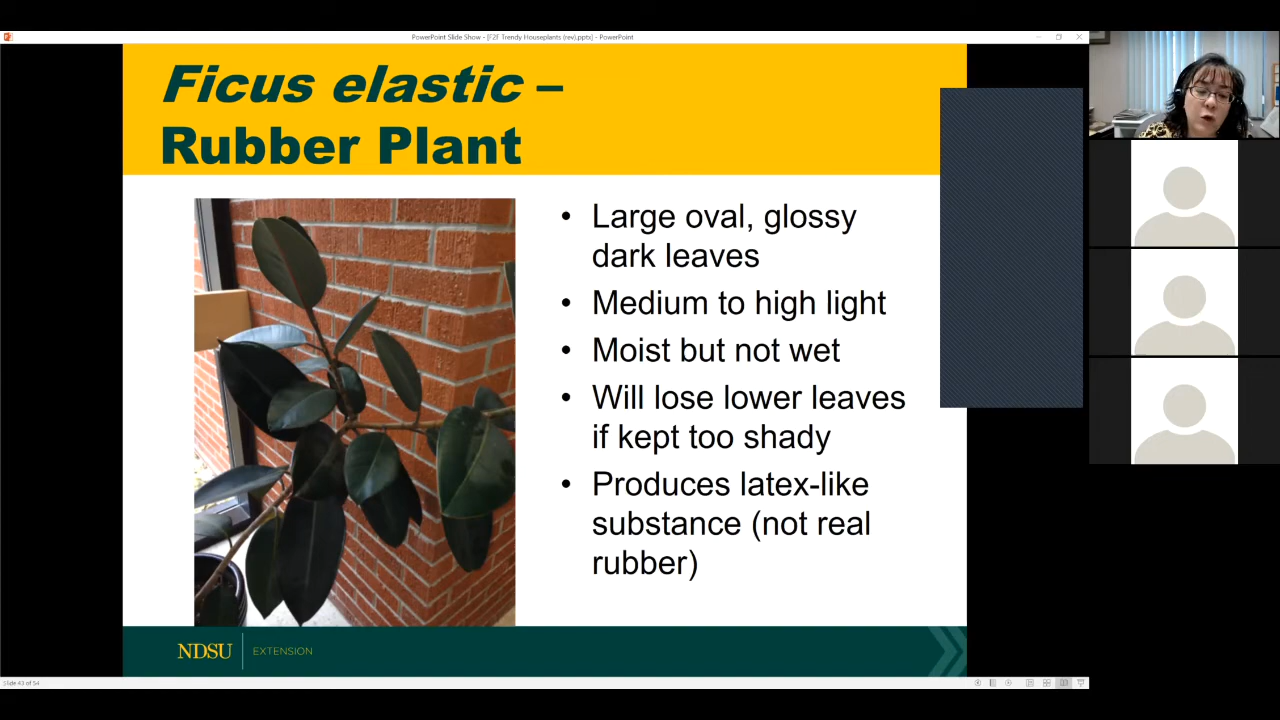 PowerPoint Slide Show - [F2F Trendy Houseplants (rev).pptx] - PowerPoint
Ficus elastic –
Rubber Plant
• Large oval, glossy
dark leaves
• Medium to high light
• Moist but not wet
• Will lose lower leaves
if kept too shady
• Produces latex-like
substance (not real
rubber)
NDSU EXTENSION
Slide 43 of 54